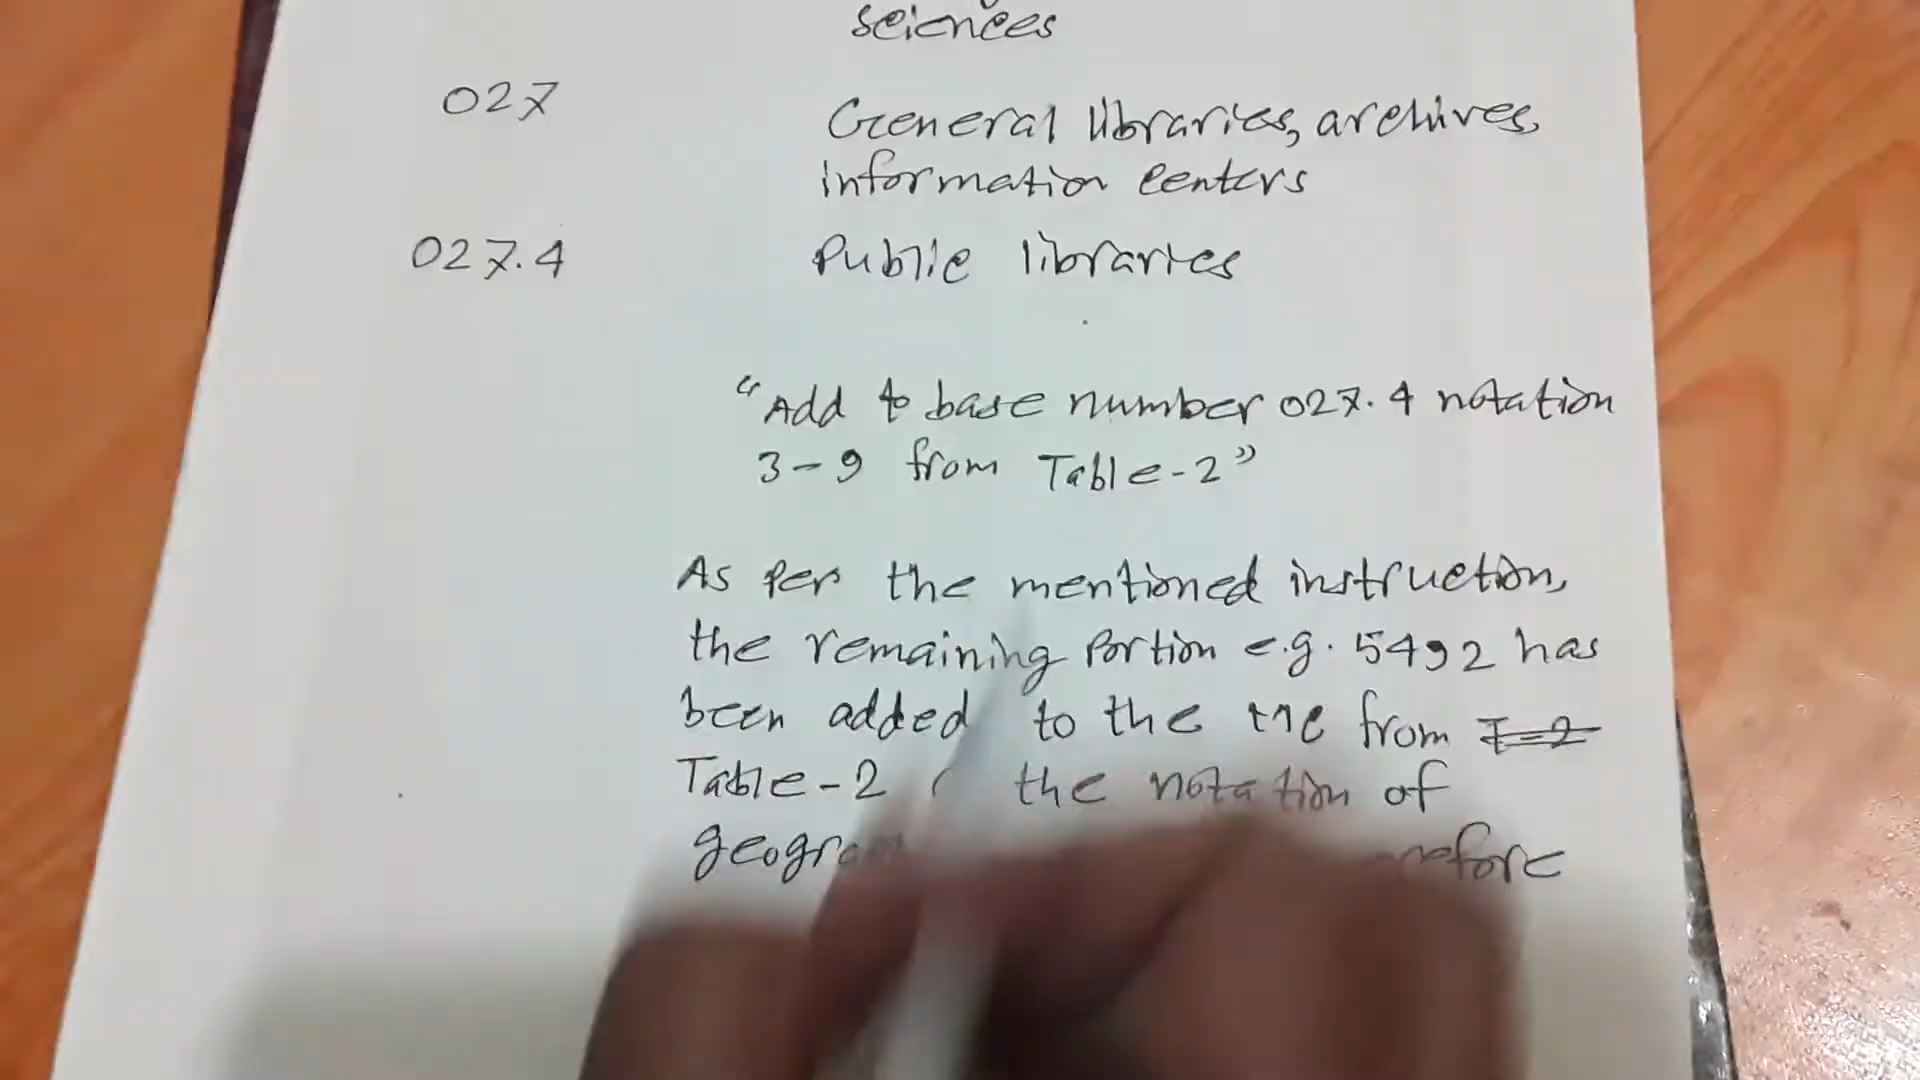 sciences
027 General libraries, archives,
information centers
027.4 Public libraries
"Add to base number 027.4 notation
3-9 from Table-2"
As per the mentioned instruction,
the remaining portion e.g. 5492 has
been added to the from
Table-2 the notation of